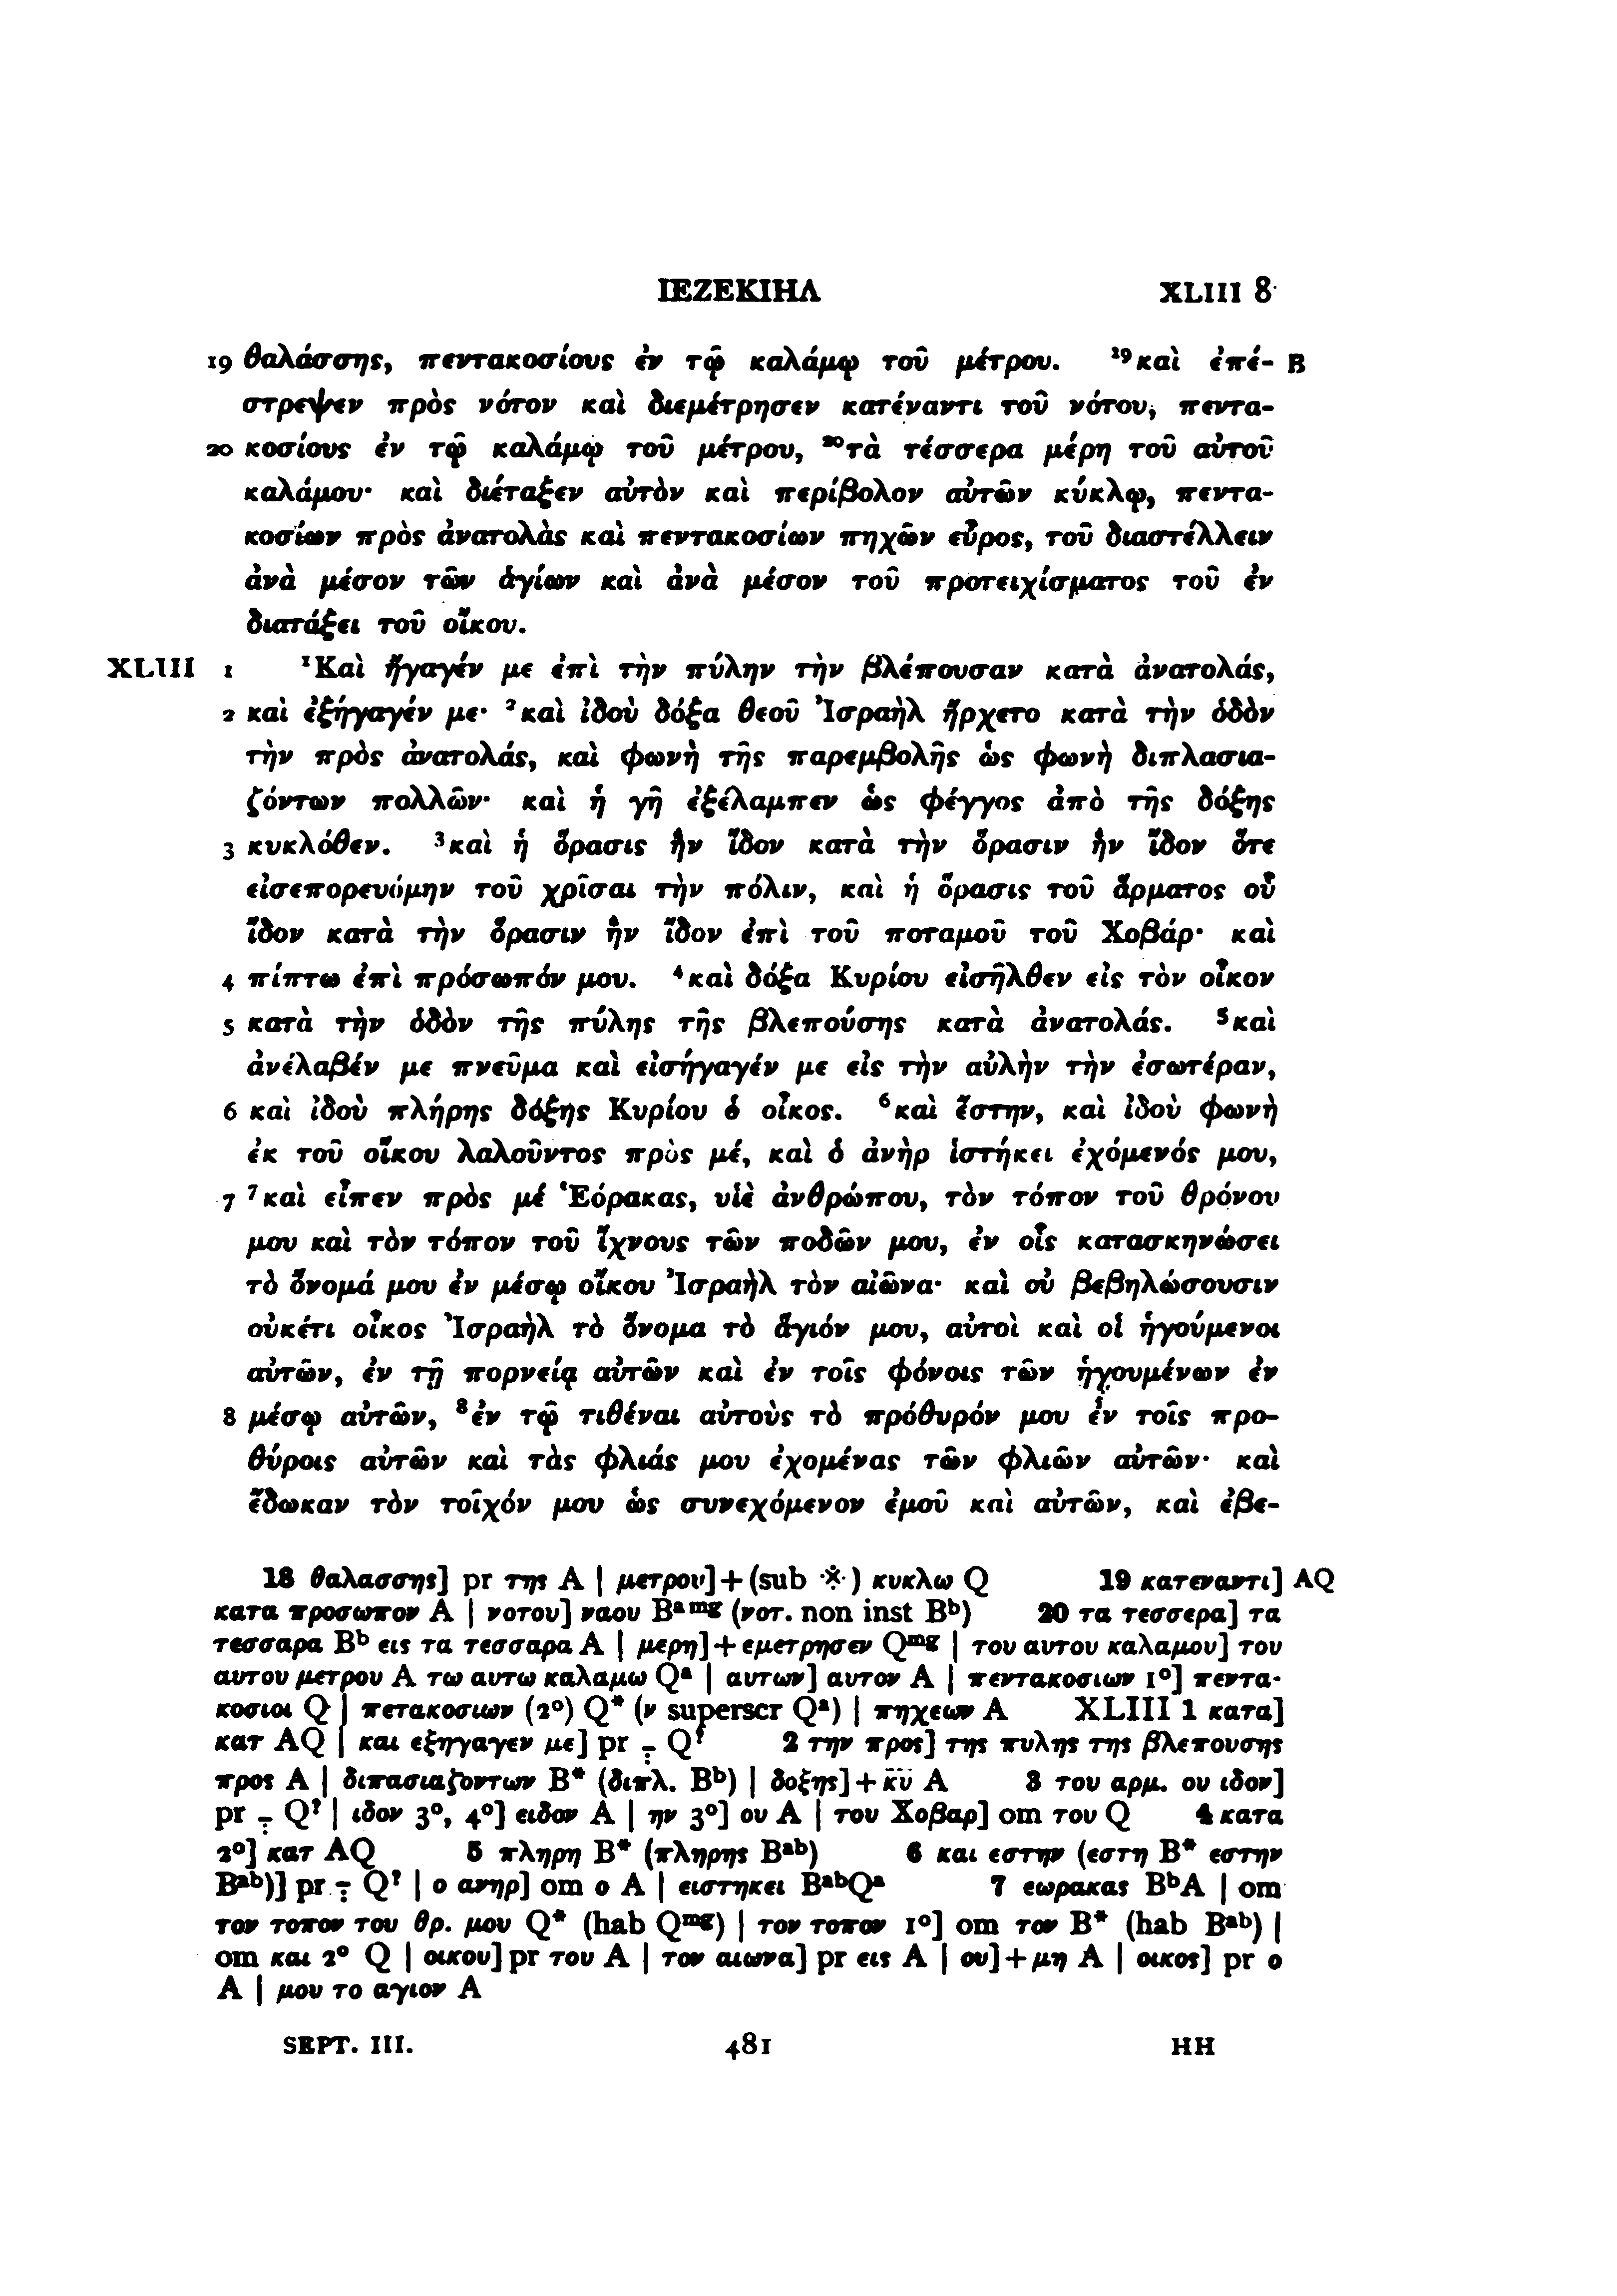 ΙΕΖΕΚΙΗΛ XLIII 8
19 θαλάσσης, πεντακοσίους ἐν τῷ καλάμῳ τοῦ μέτρου. ¹⁹καὶ ἐπέ- B
στρεψεν πρὸς νότον καὶ διεμέτρησεν κατέναντι τοῦ νότου, πεντα-
20 κοσίους ἐν τῷ καλάμῳ τοῦ μέτρου, ²⁰τὰ τέσσερα μέρη τοῦ αὐτοῦ
καλάμου· καὶ διέταξεν αὐτὸν καὶ περίβολον αὐτῶν κύκλῳ, πεντα-
κοσίων πρὸς ἀνατολὰς καὶ πεντακοσίων πηχῶν εὖρος, τοῦ διαστέλλειν
ἀνὰ μέσον τῶν ἁγίων καὶ ἀνὰ μέσον τοῦ προτειχίσματος τοῦ ἐν
διατάξει τοῦ οἴκου.
XLIII 1 ¹Καὶ ἤγαγέν με ἐπὶ τὴν πύλην τὴν βλέπουσαν κατὰ ἀνατολάς,
2 καὶ ἐξήγαγέν με· ²καὶ ἰδοὺ δόξα θεοῦ Ἰσραὴλ ἤρχετο κατὰ τὴν ὁδὸν
τὴν πρὸς ἀνατολάς, καὶ φωνὴ τῆς παρεμβολῆς ὡς φωνὴ διπλασια-
ζόντων πολλῶν· καὶ ἡ γῆ ἐξέλαμπεν ὡς φέγγος ἀπὸ τῆς δόξης
3 κυκλόθεν. ³καὶ ἡ ὅρασις ἣν ἴδον κατὰ τὴν ὅρασιν ἣν ἴδον ὅτε
εἰσεπορευόμην τοῦ χρῖσαι τὴν πόλιν, καὶ ἡ ὅρασις τοῦ ἅρματος οὗ
ἴδον κατὰ τὴν ὅρασιν ἣν ἴδον ἐπὶ τοῦ ποταμοῦ τοῦ Χοβάρ· καὶ
4 πίπτω ἐπὶ πρόσωπόν μου. ⁴καὶ δόξα Κυρίου εἰσῆλθεν εἰς τὸν οἶκον
5 κατὰ τὴν ὁδὸν τῆς πύλης τῆς βλεπούσης κατὰ ἀνατολάς. ⁵καὶ
ἀνέλαβέν με πνεῦμα καὶ εἰσήγαγέν με εἰς τὴν αὐλὴν τὴν ἐσωτέραν,
6 καὶ ἰδοὺ πλήρης δόξης Κυρίου ὁ οἶκος. ⁶καὶ ἔστην, καὶ ἰδοὺ φωνὴ
ἐκ τοῦ οἴκου λαλοῦντος πρὸς μέ, καὶ ὁ ἀνὴρ ἱστήκει ἐχόμενός μου,
7 ⁷καὶ εἶπεν πρὸς μέ Ἑόρακας, υἱὲ ἀνθρώπου, τὸν τόπον τοῦ θρόνου
μου καὶ τὸν τόπον τοῦ ἴχνους τῶν ποδῶν μου, ἐν οἷς κατασκηνώσει
τὸ ὄνομά μου ἐν μέσῳ οἴκου Ἰσραὴλ τὸν αἰῶνα· καὶ οὐ βεβηλώσουσιν
οὐκέτι οἶκος Ἰσραὴλ τὸ ὄνομα τὸ ἅγιόν μου, αὐτοὶ καὶ οἱ ἡγούμενοι
αὐτῶν, ἐν τῇ πορνείᾳ αὐτῶν καὶ ἐν τοῖς φόνοις τῶν ἡγουμένων ἐν
8 μέσῳ αὐτῶν, ⁸ἐν τῷ τιθέναι αὐτοὺς τὸ πρόθυρόν μου ἐν τοῖς προ-
θύροις αὐτῶν καὶ τὰς φλιάς μου ἐχομένας τῶν φλιῶν αὐτῶν· καὶ
ἔδωκαν τὸν τοῖχόν μου ὡς συνεχόμενον ἐμοῦ καὶ αὐτῶν, καὶ ἐβε-
18 θαλασσης] pr της A | μετρου]+(sub ※) κυκλω Q 19 κατεναντι] AQ
κατα προσωπον A | νοτου] ναου Bᵃ ᵐᵍ (νοτ. non inst Bᵇ) 20 τα τεσσερα] τα
τεσσαρα Bᵇ εις τα τεσσαρα A | μερη]+εμετρησεν Qᵐᵍ | του αυτου καλαμου] του
αυτου μετρου A τω αυτω καλαμω Qᵃ | αυτων] αυτον A | πεντακοσιων 1°] πεντα-
κοσιοι Q | πετακοσιων (2°) Q* (ν superscr Qᵃ) | πηχεων A XLIII 1 κατα]
κατ AQ | και εξηγαγεν με] pr ÷ Q? 2 την προς] της πυλης της βλεπουσης
προς A | διπασιαζοντων B* (διπλ. Bᵇ) | δοξης]+κ̅υ̅ A 3 του αρμ. ου ιδον]
pr ÷ Q? | ιδον 3°, 4°] ειδον A | ην 3°] ου A | του Χοβαρ] om του Q 4 κατα
2°] κατ AQ 5 πληρη B* (πληρης Bᵃᵇ) 6 και εστην (εστη B* εστην
Bᵃᵇ)] pr ÷ Q? | ο ανηρ] om ο A | ειστηκει BᵃᵇQᵃ 7 εωρακας BᵇA | om
τον τοπον του θρ. μου Q* (hab Qᵐᵍ) | τον τοπον 1°] om τον B* (hab Bᵃᵇ) |
om και 2° Q | οικου] pr του A | τον αιωνα] pr εις A | ου]+μη A | οικος] pr ο
A | μου το αγιον A
SEPT. III. 481 HH